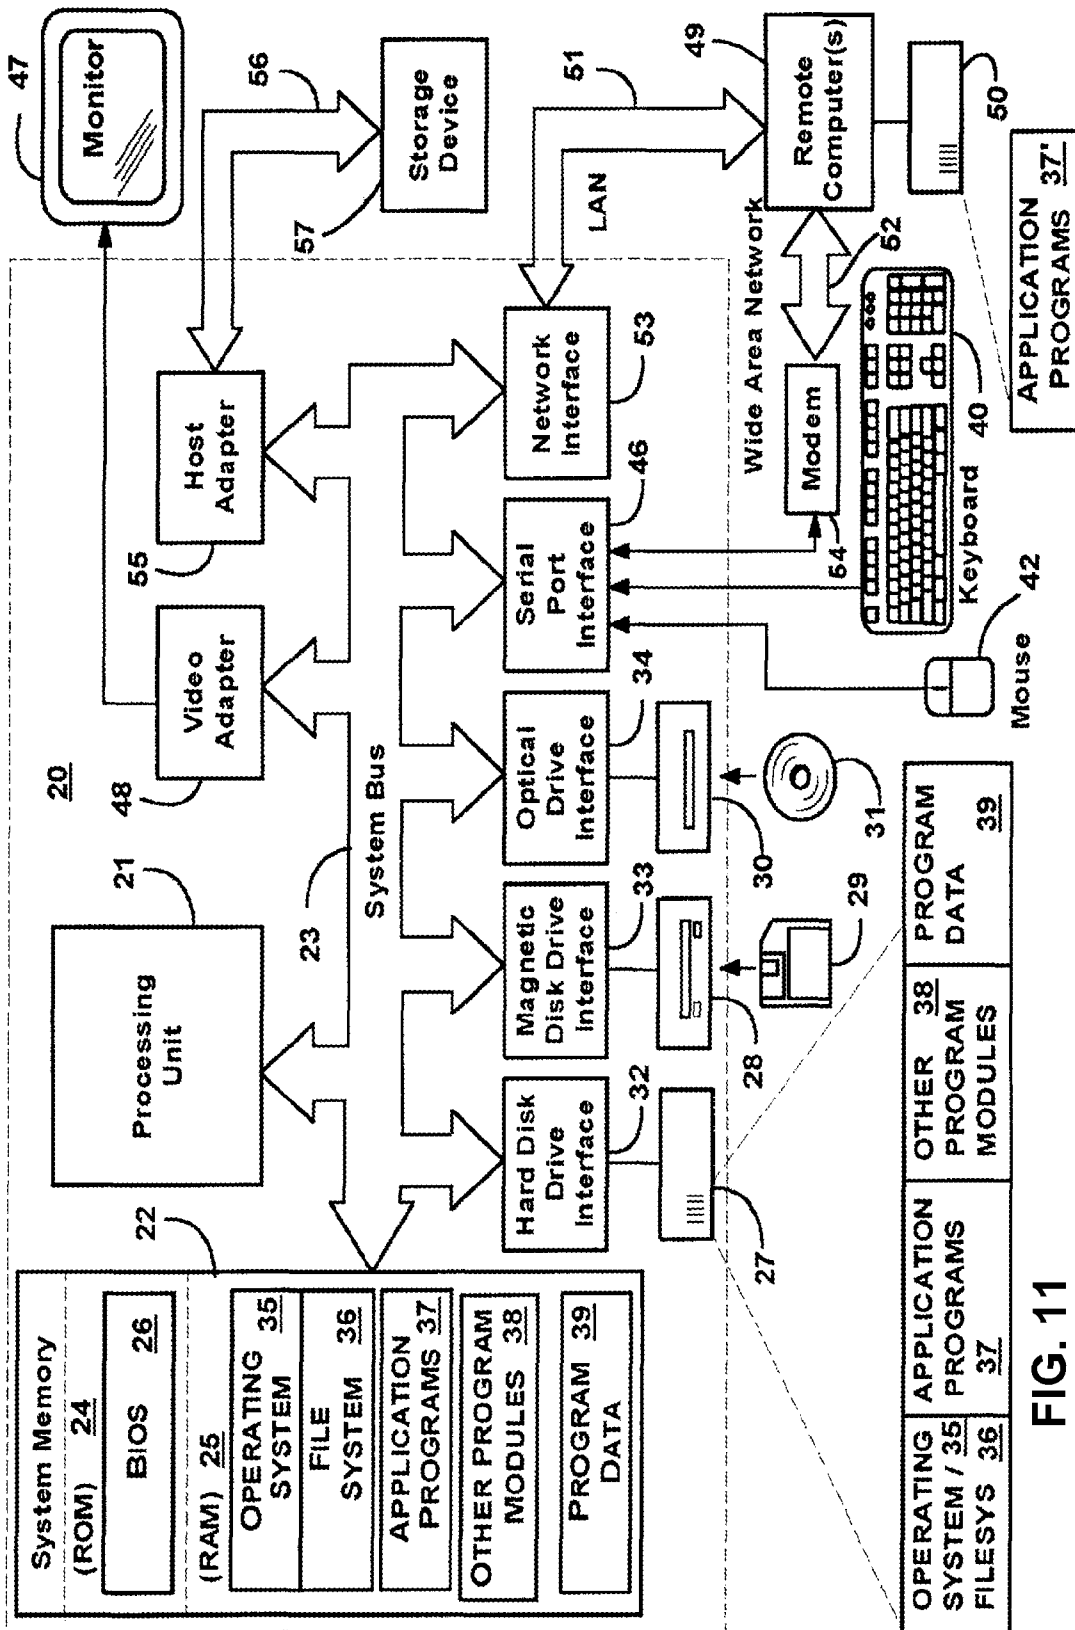 System Memory
(ROM) 24
BIOS 26
(RAM) 25
OPERATING
SYSTEM 35
FILE
SYSTEM 36
APPLICATION
PROGRAMS 37
OTHER PROGRAM
MODULES 38
PROGRAM
DATA 39
22
Processing
Unit
21
20
Video
Adapter
48
Host
Adapter
55
Monitor
47
56
Storage
Device
57
23
System Bus
Hard Disk
Drive
Interface
32
Magnetic
Disk Drive
Interface
33
Optical
Drive
Interface
34
Serial
Port
Interface
46
Network
Interface
53
LAN
51
27
28
29
30
31
Modem
54
Wide Area Network
52
Remote
Computer(s)
49
50
Keyboard
40
Mouse
42
OPERATING
SYSTEM / 35
FILESYS 36
APPLICATION
PROGRAMS
37
OTHER 38
PROGRAM
MODULES
PROGRAM
DATA
39
APPLICATION
PROGRAMS 37'
FIG. 11